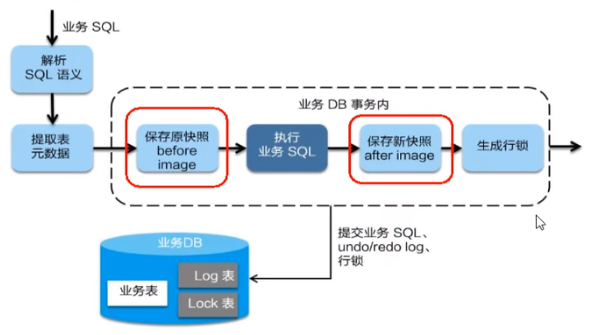 业务 SQL
解析
SQL 语义
提取表
元数据
业务 DB 事务内
保存原快照
before
image
执行
业务 SQL
保存新快照
after image
生成行锁
提交业务 SQL、
undo/redo log、
行锁
业务DB
业务表
Log 表
Lock 表